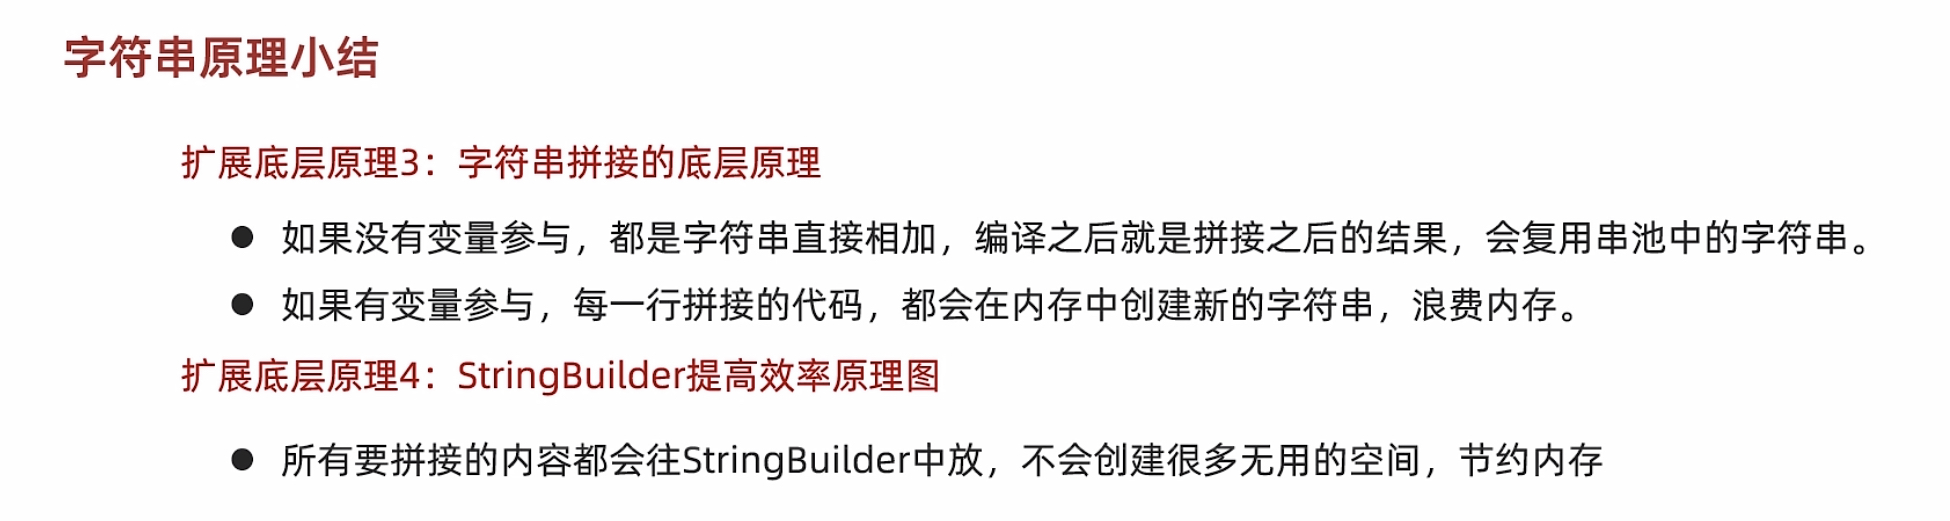 字符串原理小结
扩展底层原理3：字符串拼接的底层原理
● 如果没有变量参与，都是字符串直接相加，编译之后就是拼接之后的结果，会复用串池中的字符串。
● 如果有变量参与，每一行拼接的代码，都会在内存中创建新的字符串，浪费内存。
扩展底层原理4：StringBuilder提高效率原理图
● 所有要拼接的内容都会往StringBuilder中放，不会创建很多无用的空间，节约内存